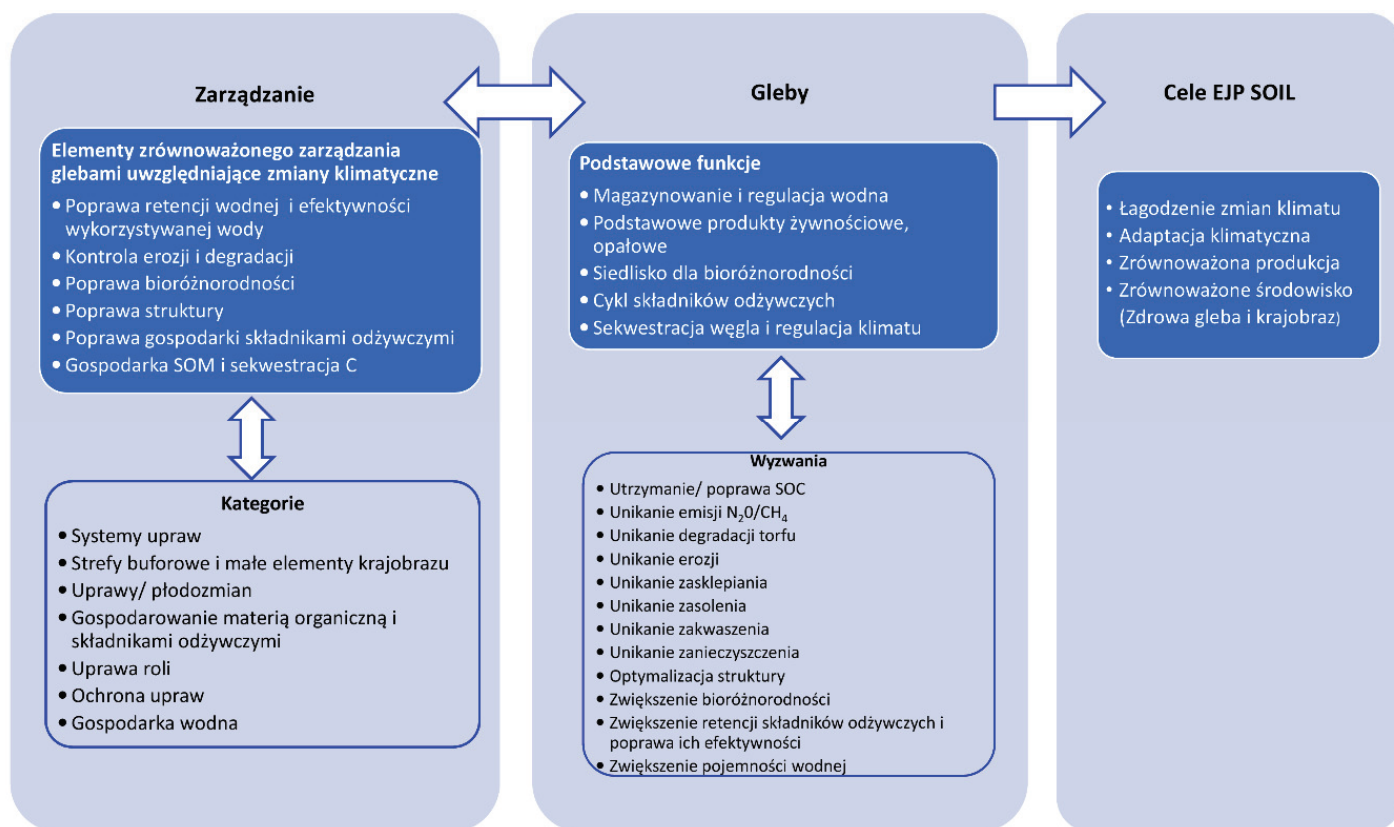 Zarządzanie
Elementy zrównoważonego zarządzania
glebami uwzględniające zmiany klimatyczne
• Poprawa retencji wodnej i efektywności
wykorzystywanej wody
• Kontrola erozji i degradacji
• Poprawa bioróżnorodności
• Poprawa struktury
• Poprawa gospodarki składnikami odżywczymi
• Gospodarka SOM i sekwestracja C
Kategorie
• Systemy upraw
• Strefy buforowe i małe elementy krajobrazu
• Uprawy/ płodozmian
• Gospodarowanie materią organiczną i
składnikami odżywczymi
• Uprawa roli
• Ochrona upraw
• Gospodarka wodna
Gleby
Podstawowe funkcje
• Magazynowanie i regulacja wodna
• Podstawowe produkty żywnościowe,
opałowe
• Siedlisko dla bioróżnorodności
• Cykl składników odżywczych
• Sekwestracja węgla i regulacja klimatu
Wyzwania
• Utrzymanie/ poprawa SOC
• Unikanie emisji N₂0/CH₄
• Unikanie degradacji torfu
• Unikanie erozji
• Unikanie zasklepiania
• Unikanie zasolenia
• Unikanie zakwaszenia
• Unikanie zanieczyszczenia
• Optymalizacja struktury
• Zwiększenie bioróżnorodności
• Zwiększenie retencji składników odżywczych i
poprawa ich efektywności
• Zwiększenie pojemności wodnej
Cele EJP SOIL
• Łagodzenie zmian klimatu
• Adaptacja klimatyczna
• Zrównoważona produkcja
• Zrównoważone środowisko
(Zdrowa gleba i krajobraz)